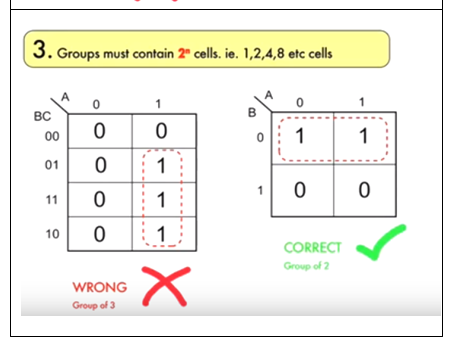 3. Groups must contain 2ⁿ cells. ie. 1,2,4,8 etc cells
A
0 1
BC
00 0 0
01 0 1
11 0 1
10 0 1
WRONG
Group of 3
A
0 1
B
0 1 1
1 0 0
CORRECT
Group of 2